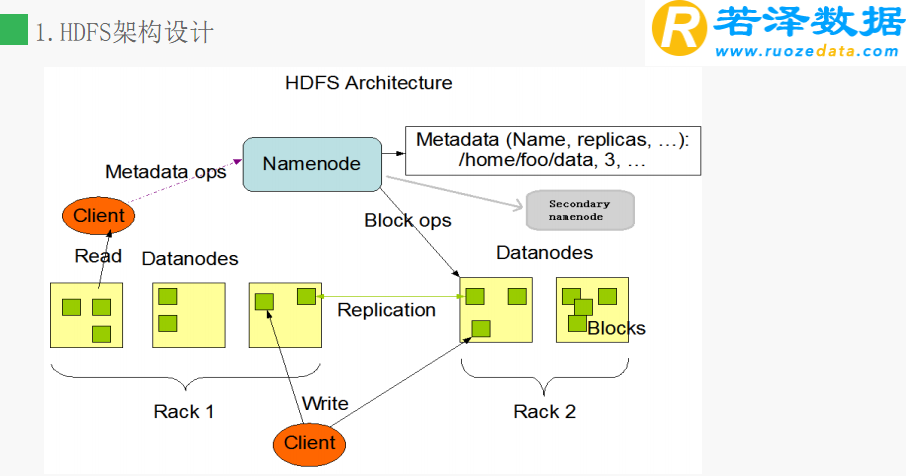 1.HDFS架构设计
R 若泽数据
www.ruozedata.com
HDFS Architecture
Namenode
Metadata (Name, replicas, ...):
/home/foo/data, 3, ...
Metadata ops
Secondary
namenode
Client
Block ops
Read
Datanodes
Datanodes
Replication
Blocks
Write
Rack 1
Rack 2
Client